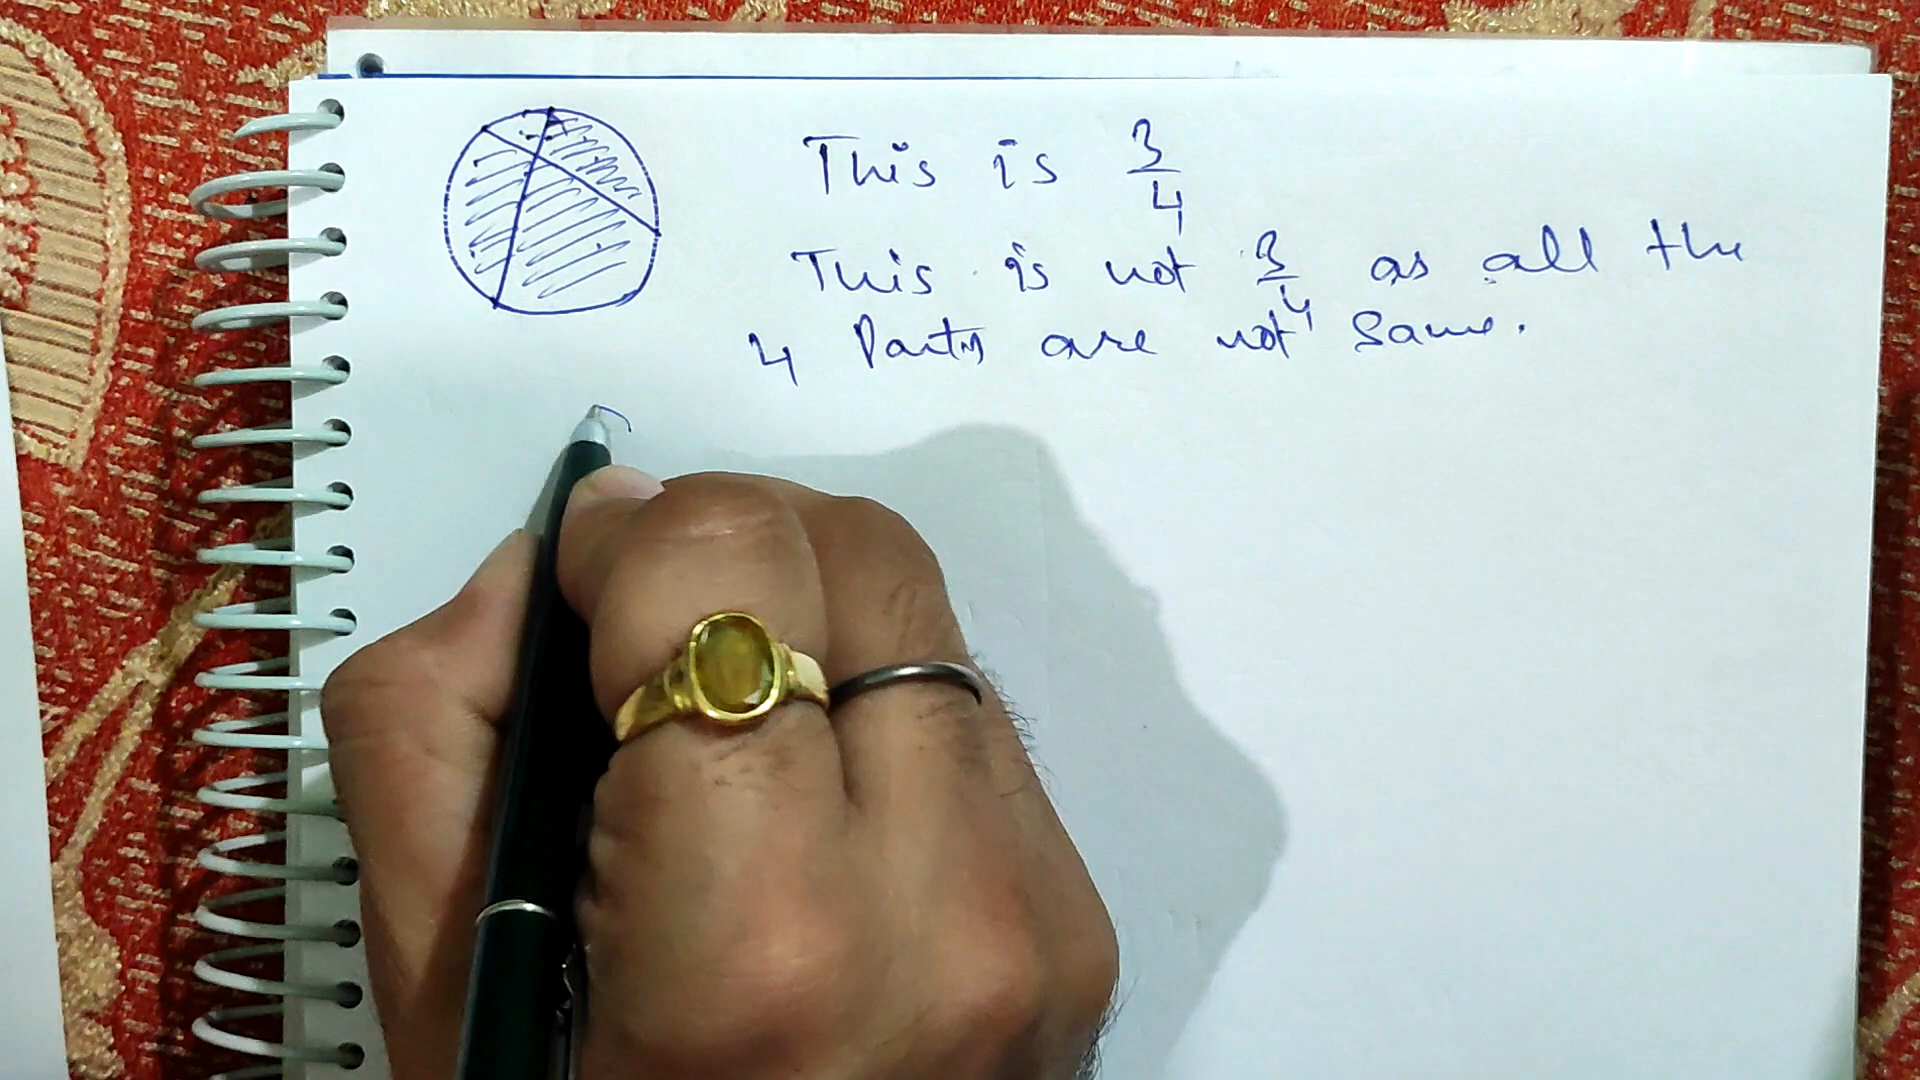 This is 3/4
This is not 3/4 as all the
4 Parts are not same.